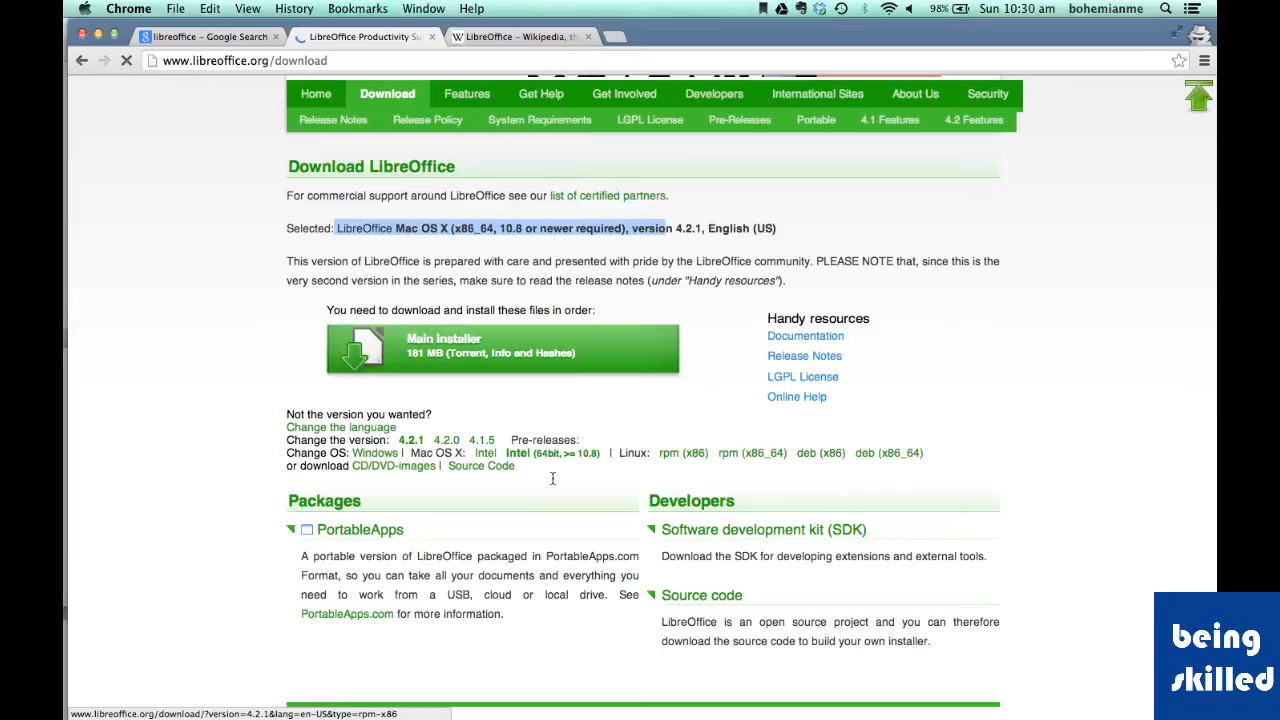 Chrome File Edit View History Bookmarks Window Help 98% Sun 10:30 am bohemianme
libreoffice - Google Search × LibreOffice Productivity Su × LibreOffice – Wikipedia, th ×
www.libreoffice.org/download
Home Download Features Get Help Get Involved Developers International Sites About Us Security
Release Notes Release Policy System Requirements LGPL License Pre-Releases Portable 4.1 Features 4.2 Features
Download LibreOffice
For commercial support around LibreOffice see our list of certified partners.
Selected: LibreOffice Mac OS X (x86_64, 10.8 or newer required), version 4.2.1, English (US)
This version of LibreOffice is prepared with care and presented with pride by the LibreOffice community. PLEASE NOTE that, since this is the
very second version in the series, make sure to read the release notes (under "Handy resources").
You need to download and install these files in order:
Main Installer
181 MB (Torrent, Info and Hashes)
Handy resources
Documentation
Release Notes
LGPL License
Online Help
Not the version you wanted?
Change the language
Change the version: 4.2.1 4.2.0 4.1.5 Pre-releases:
Change OS: Windows | Mac OS X: Intel Intel (64bit, >= 10.8) | Linux: rpm (x86) rpm (x86_64) deb (x86) deb (x86_64)
or download CD/DVD-images | Source Code
Packages
PortableApps
A portable version of LibreOffice packaged in PortableApps.com
Format, so you can take all your documents and everything you
need to work from a USB, cloud or local drive. See
PortableApps.com for more information.
Developers
Software development kit (SDK)
Download the SDK for developing extensions and external tools.
Source code
LibreOffice is an open source project and you can therefore
download the source code to build your own installer.
being
skilled
www.libreoffice.org/download/?version=4.2.1&lang=en-US&type=rpm-x86